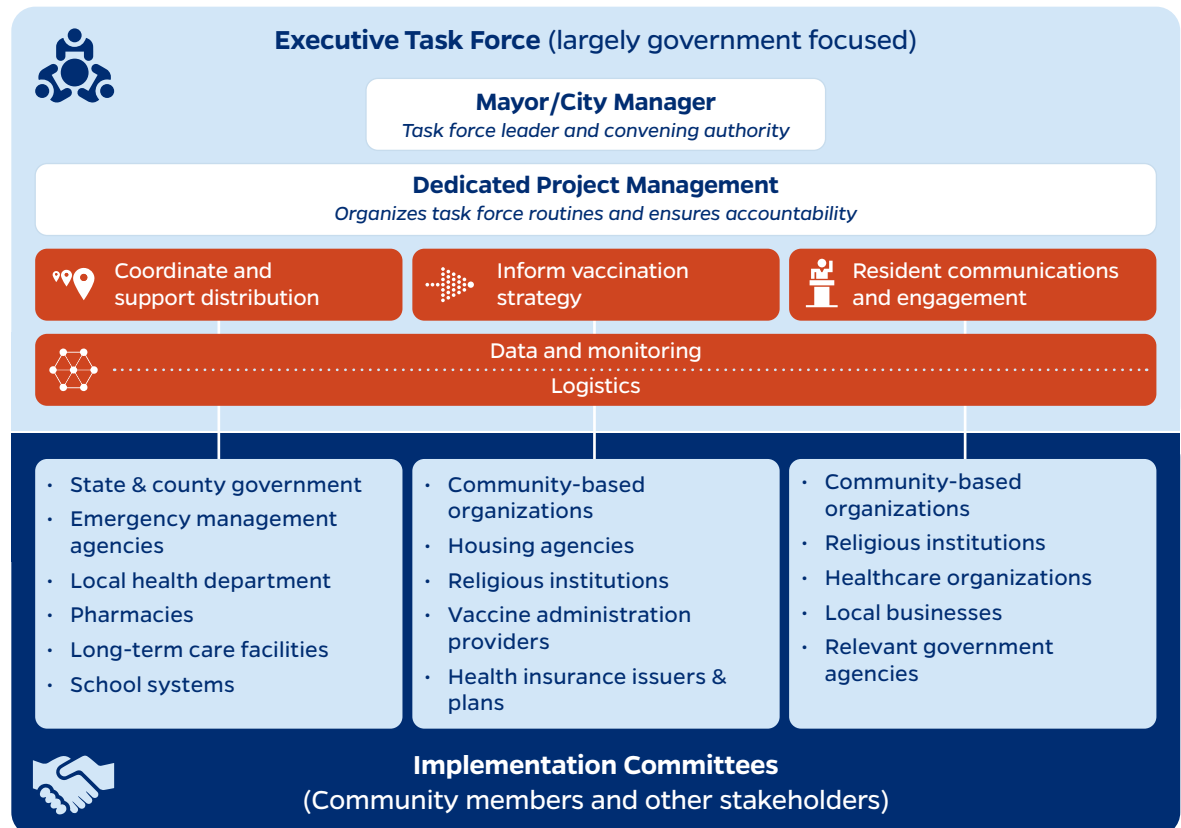 Executive Task Force (largely government focused)
Mayor/City Manager
Task force leader and convening authority
Dedicated Project Management
Organizes task force routines and ensures accountability
Coordinate and
support distribution
Inform vaccination
strategy
Resident communications
and engagement
Data and monitoring
Logistics
· State & county government
· Emergency management
agencies
· Local health department
· Pharmacies
· Long-term care facilities
· School systems
· Community-based
organizations
· Housing agencies
· Religious institutions
· Vaccine administration
providers
· Health insurance issuers &
plans
· Community-based
organizations
· Religious institutions
· Healthcare organizations
· Local businesses
· Relevant government
agencies
Implementation Committees
(Community members and other stakeholders)